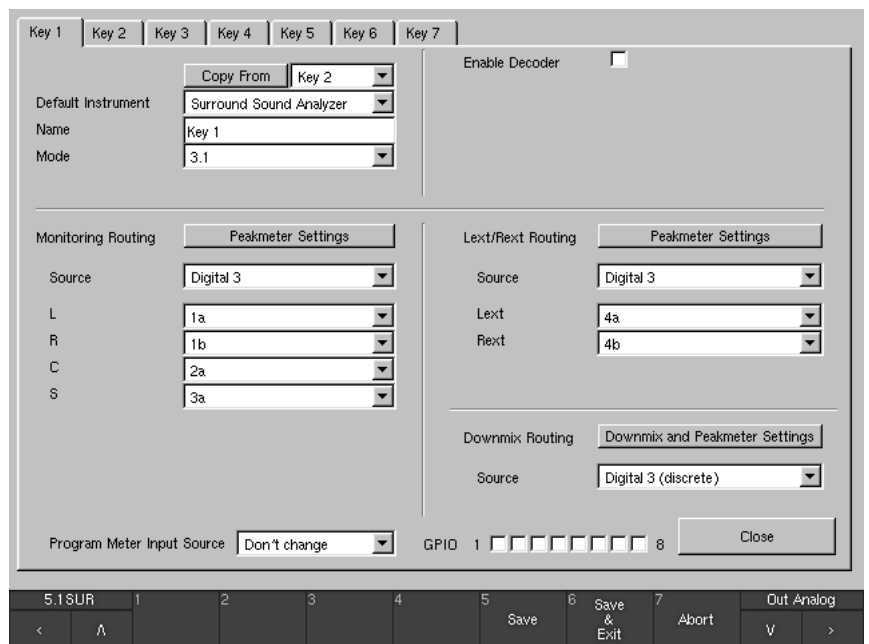 Key 1 Key 2 Key 3 Key 4 Key 5 Key 6 Key 7
Copy From Key 2
Default Instrument Surround Sound Analyzer
Name Key 1
Mode 3.1
Enable Decoder
Monitoring Routing Peakmeter Settings
Source Digital 3
L 1a
R 1b
C 2a
S 3a
Lext/Rext Routing Peakmeter Settings
Source Digital 3
Lext 4a
Rext 4b
Downmix Routing Downmix and Peakmeter Settings
Source Digital 3 (discrete)
Program Meter Input Source Don't change
GPIO 1 8
Close
5.1SUR 1 2 3 4 5 6 7 Out Analog
< Λ Save Save & Exit Abort V >